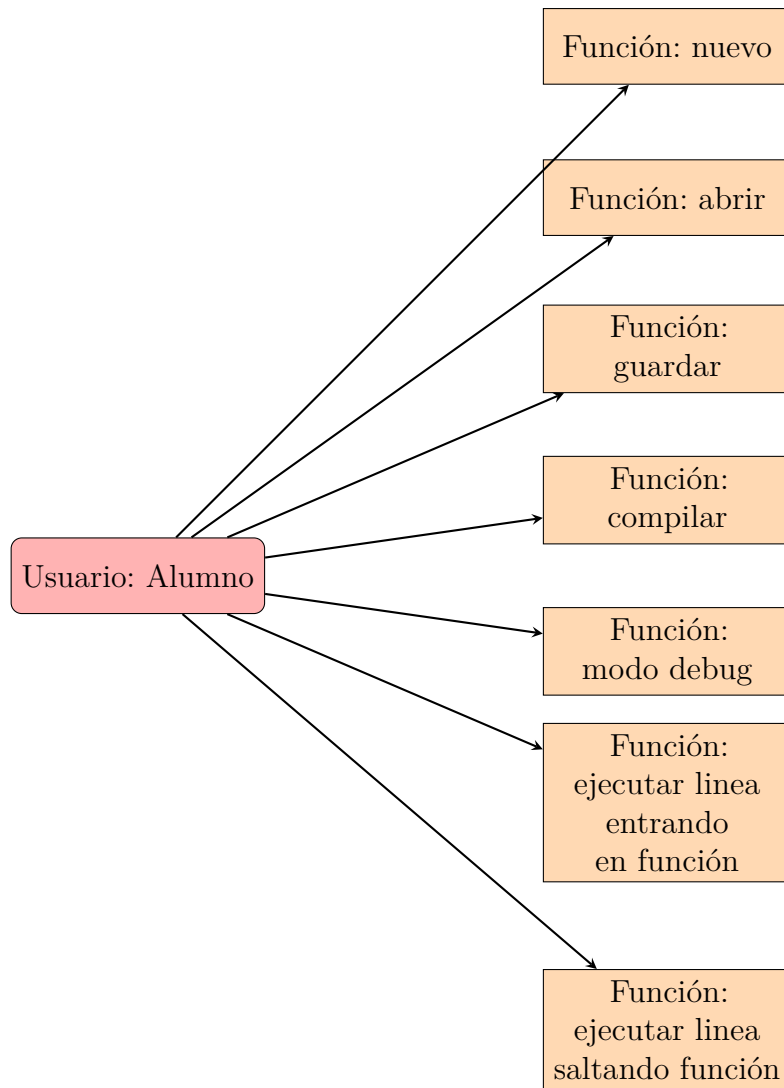 Función: nuevo
Función: abrir
Función:
guardar
Función:
compilar
Usuario: Alumno
Función:
modo debug
Función:
ejecutar linea
entrando
en función
Función:
ejecutar linea
saltando función